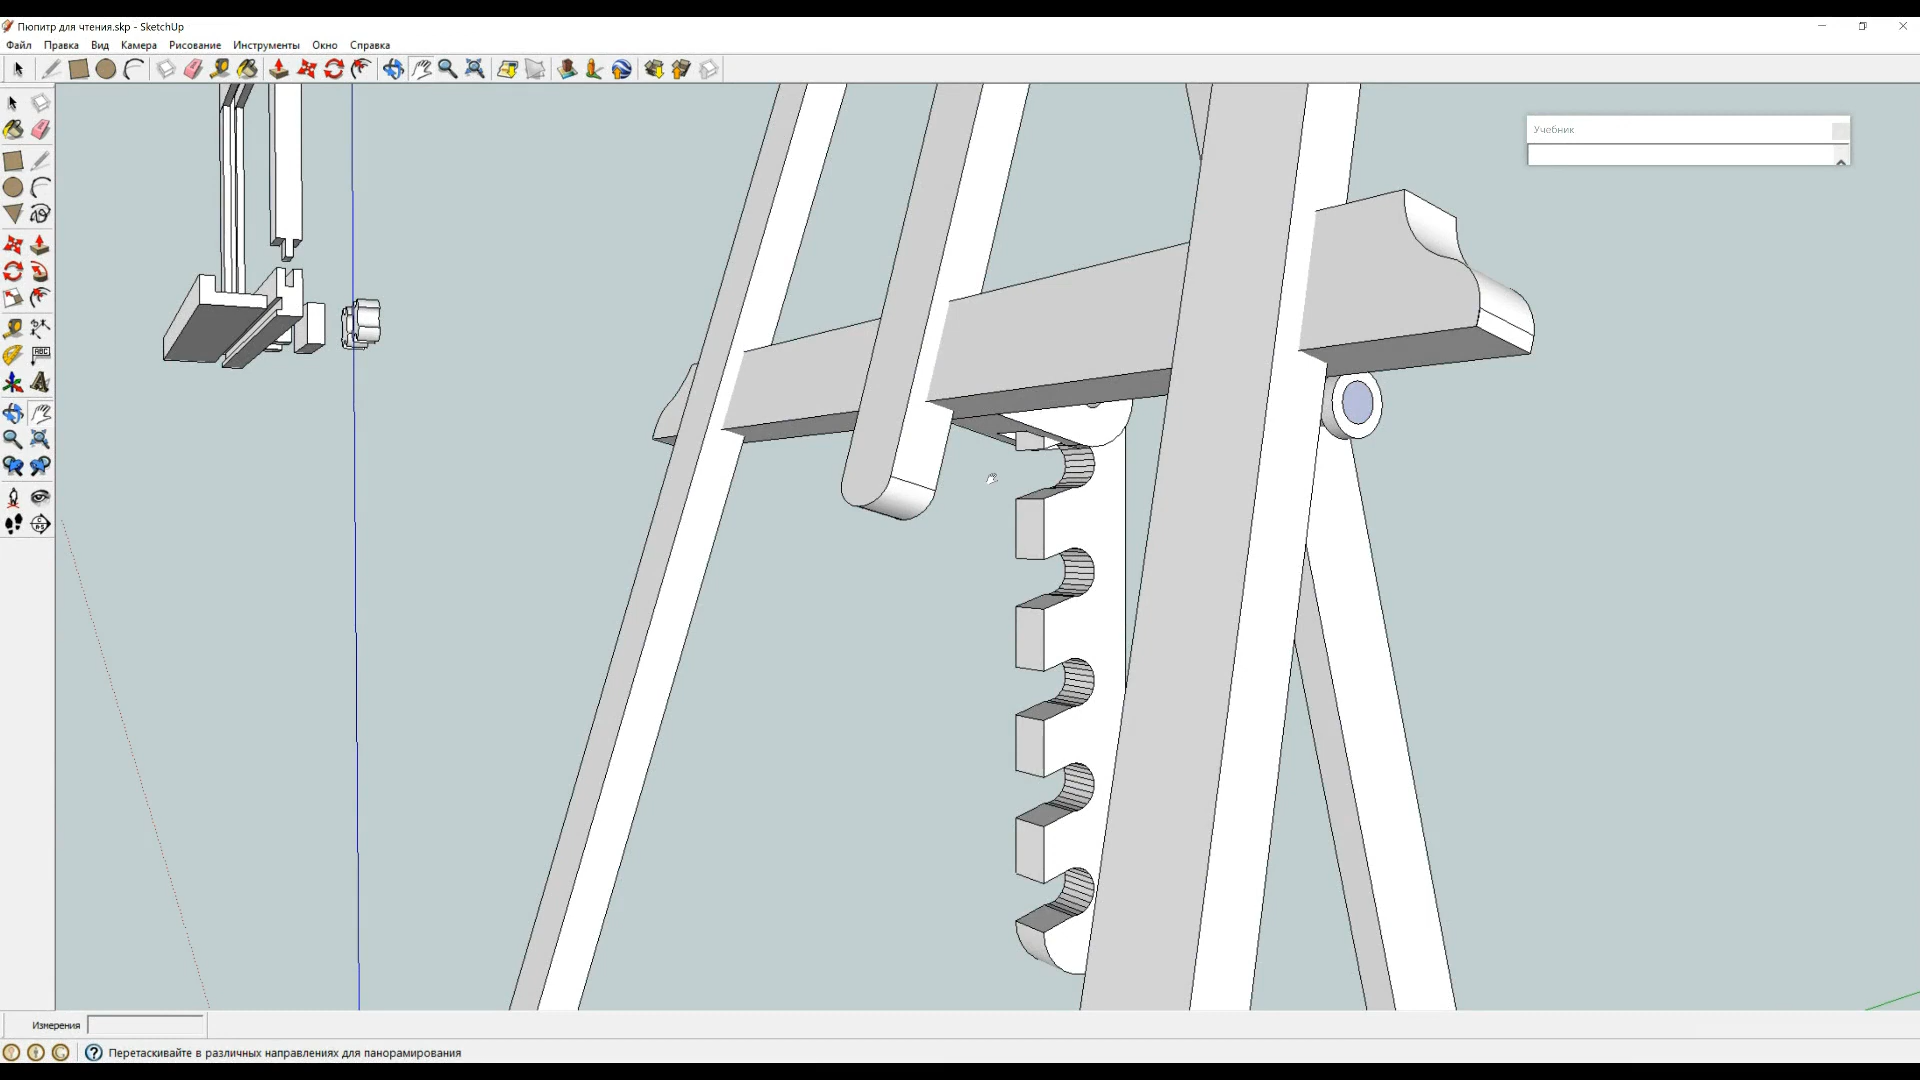 Пюпитр для чтения.skp - SketchUp
Файл Правка Вид Камера Рисование Инструменты Окно Справка
Учебник
ABC
Измерения
Перетаскивайте в различных направлениях для панорамирования